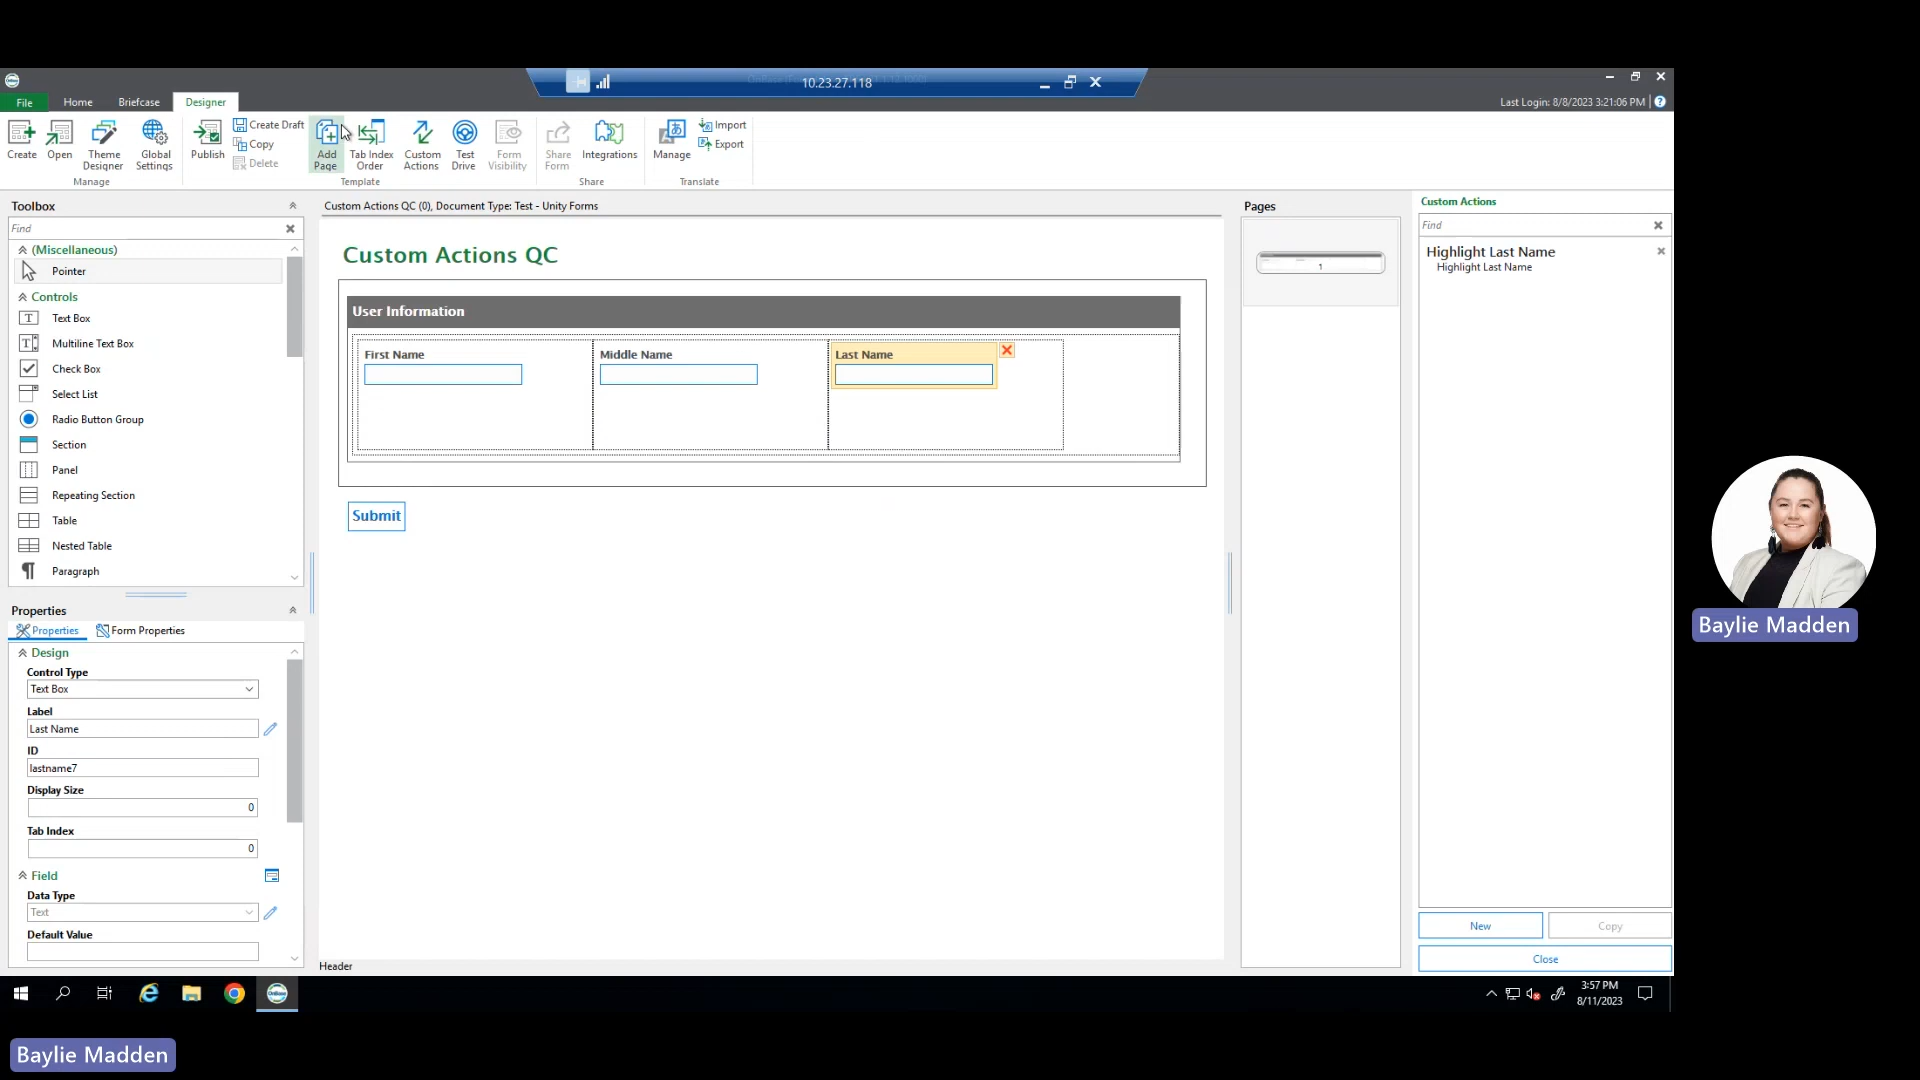 10.23.27.118
File
Home
Briefcase
Designer
Last Login: 8/8/2023 3:21:06 PM
Create
Open
Theme Designer
Global Settings
Manage
Publish
Create Draft
Copy
Delete
Add Page
Tab Index Order
Custom Actions
Test Drive
Form Visibility
Template
Share Form
Integrations
Share
Manage
Import
Export
Translate
Toolbox
Find
(Miscellaneous)
Pointer
Controls
Text Box
Multiline Text Box
Check Box
Select List
Radio Button Group
Section
Panel
Repeating Section
Table
Nested Table
Paragraph
Properties
Properties
Form Properties
Design
Control Type
Text Box
Label
Last Name
ID
lastname7
Display Size
0
Tab Index
0
Field
Data Type
Text
Default Value
Custom Actions QC (0), Document Type: Test - Unity Forms
Custom Actions QC
User Information
First Name
Middle Name
Last Name
Submit
Header
Pages
1
Custom Actions
Find
Highlight Last Name
Highlight Last Name
New
Copy
Close
3:57 PM
8/11/2023
Baylie Madden
Baylie Madden